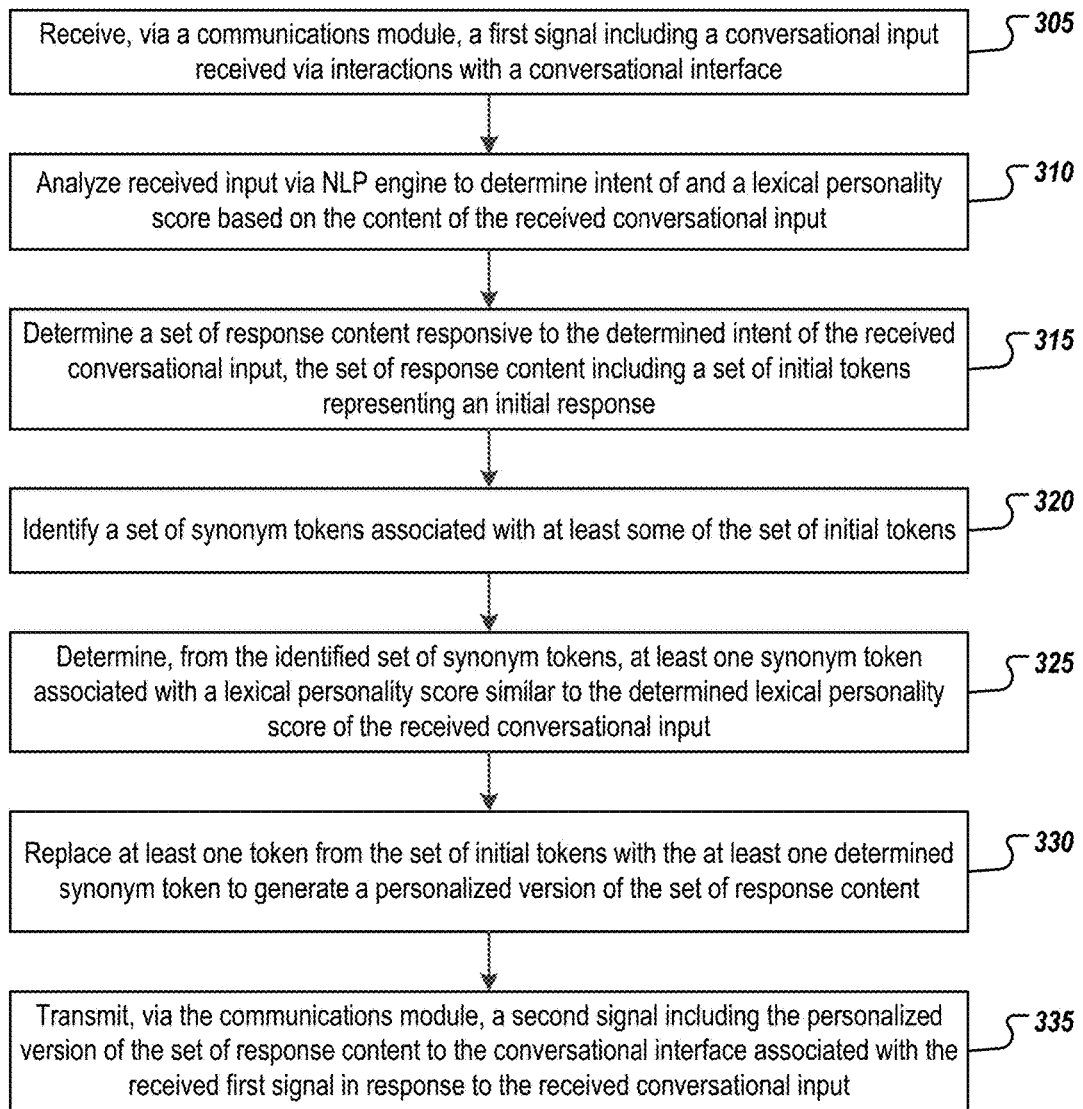 Receive, via a communications module, a first signal including a conversational input
received via interactions with a conversational interface
305
Analyze received input via NLP engine to determine intent of and a lexical personality
score based on the content of the received conversational input
310
Determine a set of response content responsive to the determined intent of the received
conversational input, the set of response content including a set of initial tokens
representing an initial response
315
Identify a set of synonym tokens associated with at least some of the set of initial tokens
320
Determine, from the identified set of synonym tokens, at least one synonym token
associated with a lexical personality score similar to the determined lexical personality
score of the received conversational input
325
Replace at least one token from the set of initial tokens with the at least one determined
synonym token to generate a personalized version of the set of response content
330
Transmit, via the communications module, a second signal including the personalized
version of the set of response content to the conversational interface associated with the
received first signal in response to the received conversational input
335